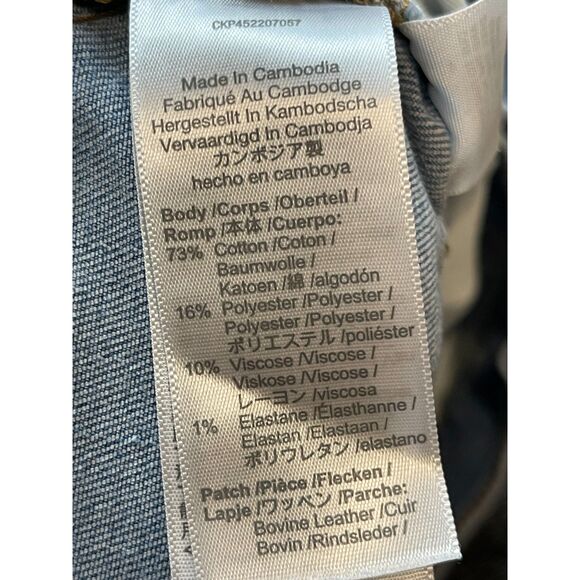 CKP452207057
Made In Cambodia
Fabriqué Au Cambodge
Hergestellt In Kambodscha
Vervaardigd In Cambodja
カンボジア製
hecho en camboya
Body /Corps /Oberteil /
Romp /本体 /Cuerpo:
73% Cotton /Coton /
Baumwolle /
Katoen /綿 /algodón
16% Polyester /Polyester /
Polyester /Polyester /
ポリエステル /poliéster
10% Viscose /Viscose /
Viskose /Viscose /
レーヨン /viscosa
1% Elastane /Élasthanne /
Elastan /Elastaan /
ポリウレタン /elastano
Patch /Pièce /Flecken /
Lapje /ワッペン /Parche:
Bovine Leather /Cuir
Bovin /Rindsleder /